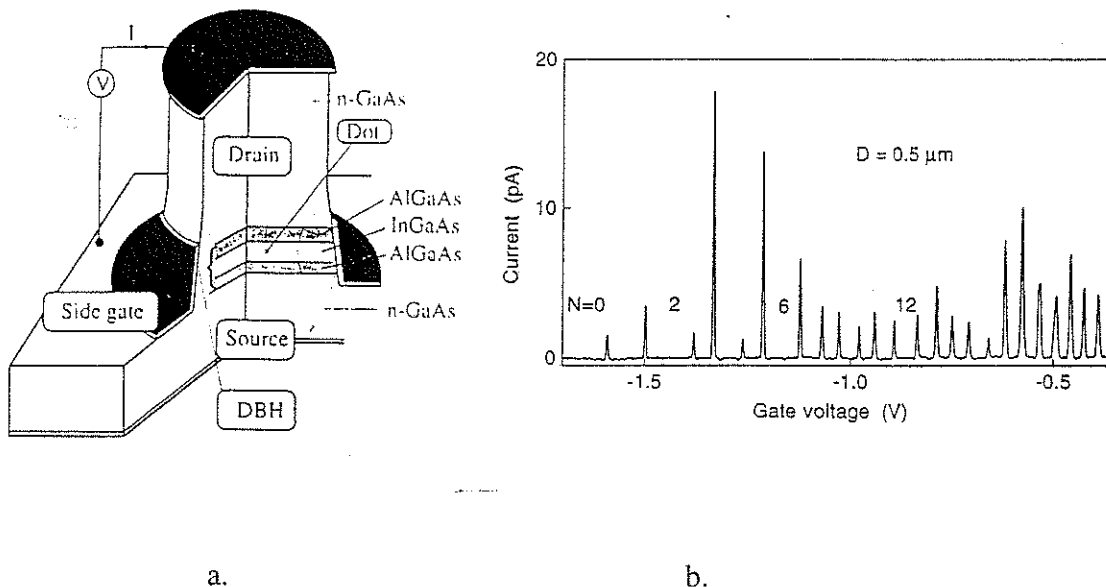 I
V
n-GaAs
Dot
Drain
AlGaAs
InGaAs
AlGaAs
Side gate
n-GaAs
Source
DBH
a.
20
D = 0.5 µm
Current (pA)
10
N=0
2
6
12
0
-1.5
-1.0
-0.5
Gate voltage (V)
b.